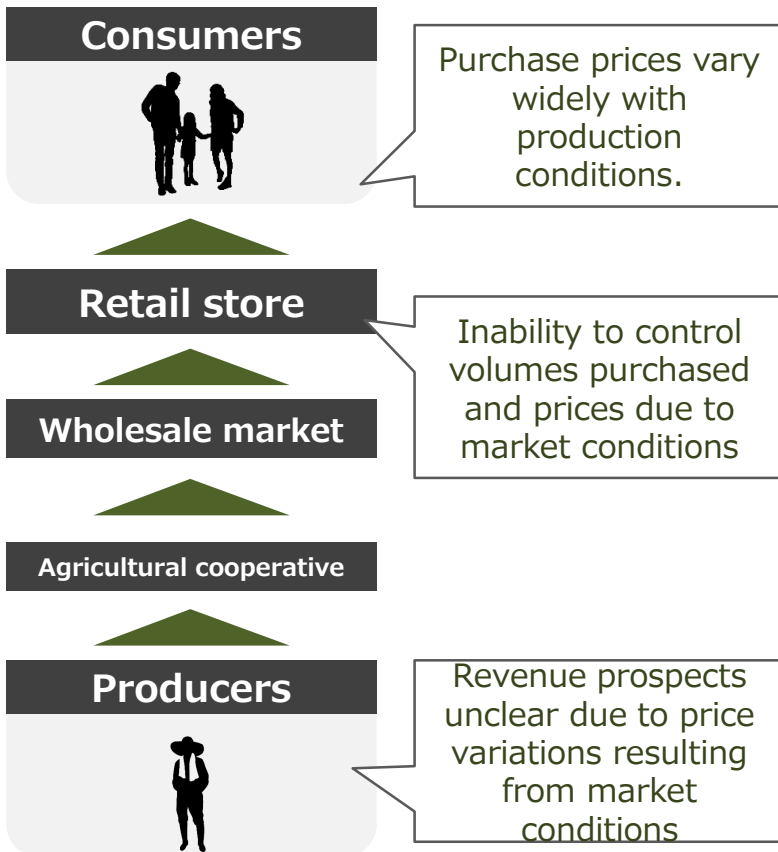 Consumers
Purchase prices vary
widely with
production
conditions.
Retail store
Inability to control
volumes purchased
and prices due to
market conditions
Wholesale market
Agricultural cooperative
Producers
Revenue prospects
unclear due to price
variations resulting
from market
conditions